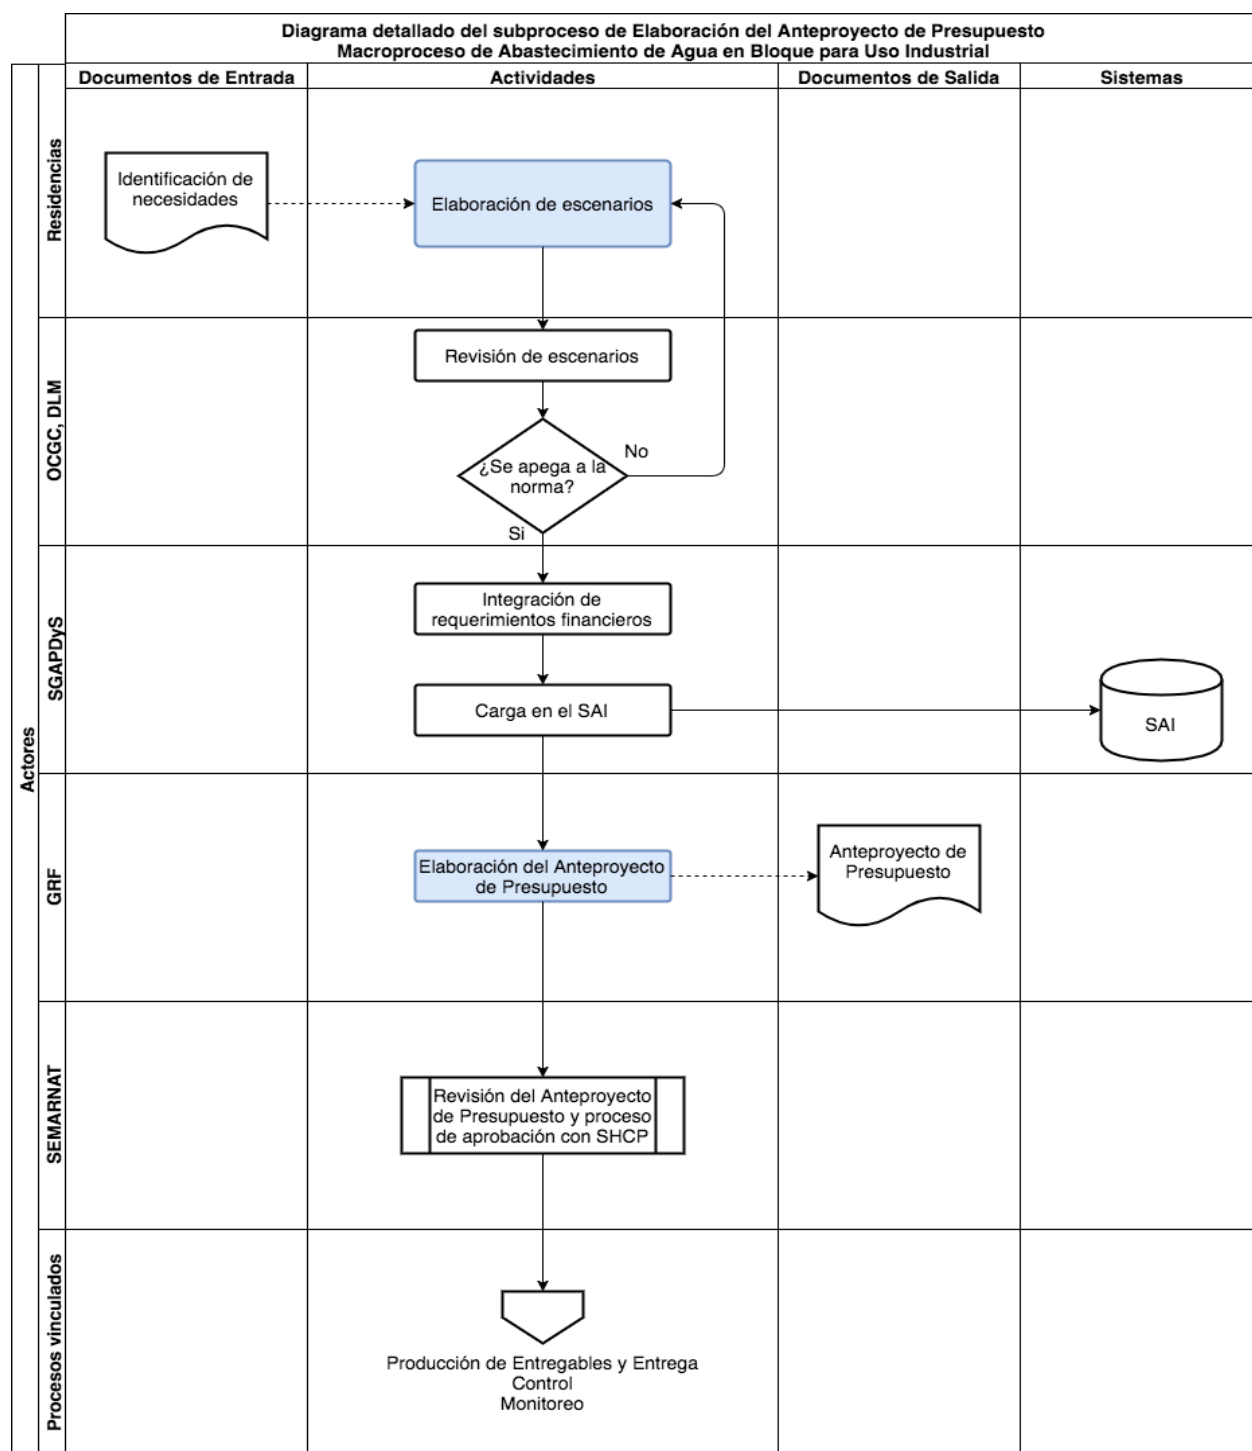 Diagrama detallado del subproceso de Elaboración del Anteproyecto de Presupuesto
Macroproceso de Abastecimiento de Agua en Bloque para Uso Industrial
Documentos de Entrada
Actividades
Documentos de Salida
Sistemas
Actores
Residencias
Identificación de
necesidades
Elaboración de escenarios
OCGC, DLM
Revisión de escenarios
¿Se apega a la
norma?
No
Si
SGAPDyS
Integración de
requerimientos financieros
Carga en el SAI
SAI
GRF
Elaboración del Anteproyecto
de Presupuesto
Anteproyecto de
Presupuesto
SEMARNAT
Revisión del Anteproyecto
de Presupuesto y proceso
de aprobación con SHCP
Procesos vinculados
Producción de Entregables y Entrega
Control
Monitoreo